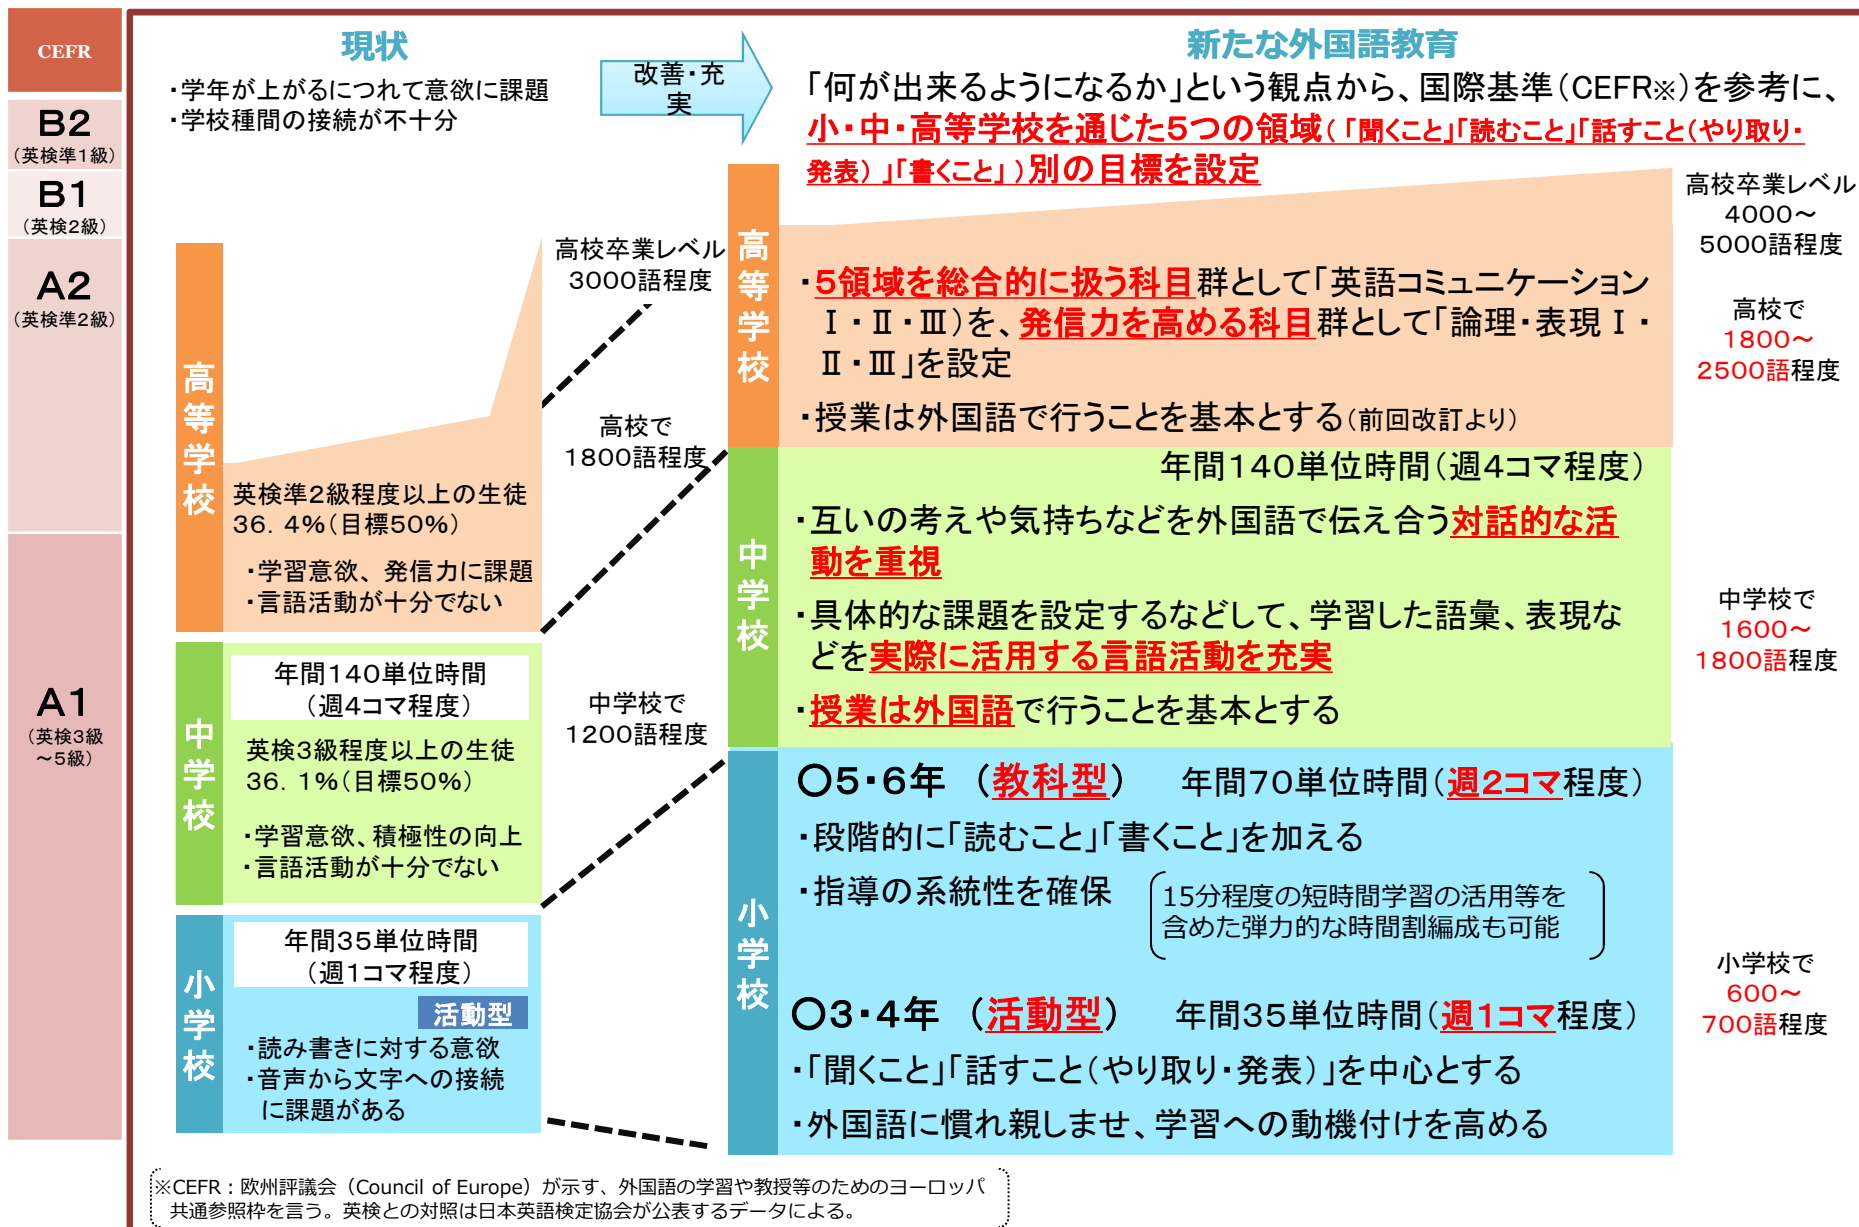 CEFR
B2
(英検準1級)
B1
(英検2級)
A2
(英検準2級)
A1
(英検3級
～5級)
現状
・学年が上がるにつれて意欲に課題
・学校種間の接続が不十分
改善・充
実
新たな外国語教育
「何が出来るようになるか」という観点から、国際基準(CEFR※)を参考に、
小・中・高等学校を通じた5つの領域(「聞くこと」「読むこと」「話すこと(やり取り・
発表)」「書くこと」)別の目標を設定
高等学校
英検準2級程度以上の生徒
36.4%(目標50%)
・学習意欲、発信力に課題
・言語活動が十分でない
高校卒業レベル
3000語程度
高校で
1800語程度
中学校
年間140単位時間
(週4コマ程度)
英検3級程度以上の生徒
36.1%(目標50%)
・学習意欲、積極性の向上
・言語活動が十分でない
中学校で
1200語程度
小学校
年間35単位時間
(週1コマ程度)
活動型
・読み書きに対する意欲
・音声から文字への接続
に課題がある
高等学校
・5領域を総合的に扱う科目群として「英語コミュニケーション
Ⅰ・Ⅱ・Ⅲ)を、発信力を高める科目群として「論理・表現Ⅰ・
Ⅱ・Ⅲ」を設定
・授業は外国語で行うことを基本とする(前回改訂より)
高校卒業レベル
4000～
5000語程度
高校で
1800～
2500語程度
中学校
年間140単位時間(週4コマ程度)
・互いの考えや気持ちなどを外国語で伝え合う対話的な活
動を重視
・具体的な課題を設定するなどして、学習した語彙、表現な
どを実際に活用する言語活動を充実
・授業は外国語で行うことを基本とする
中学校で
1600～
1800語程度
小学校
〇5・6年 (教科型) 年間70単位時間(週2コマ程度)
・段階的に「読むこと」「書くこと」を加える
・指導の系統性を確保
15分程度の短時間学習の活用等を
含めた弾力的な時間割編成も可能
〇3・4年 (活動型) 年間35単位時間(週1コマ程度)
・「聞くこと」「話すこと(やり取り・発表)」を中心とする
・外国語に慣れ親しませ、学習への動機付けを高める
小学校で
600～
700語程度
※CEFR：欧州評議会（Council of Europe）が示す、外国語の学習や教授等のためのヨーロッパ
共通参照枠を言う。英検との対照は日本英語検定協会が公表するデータによる。